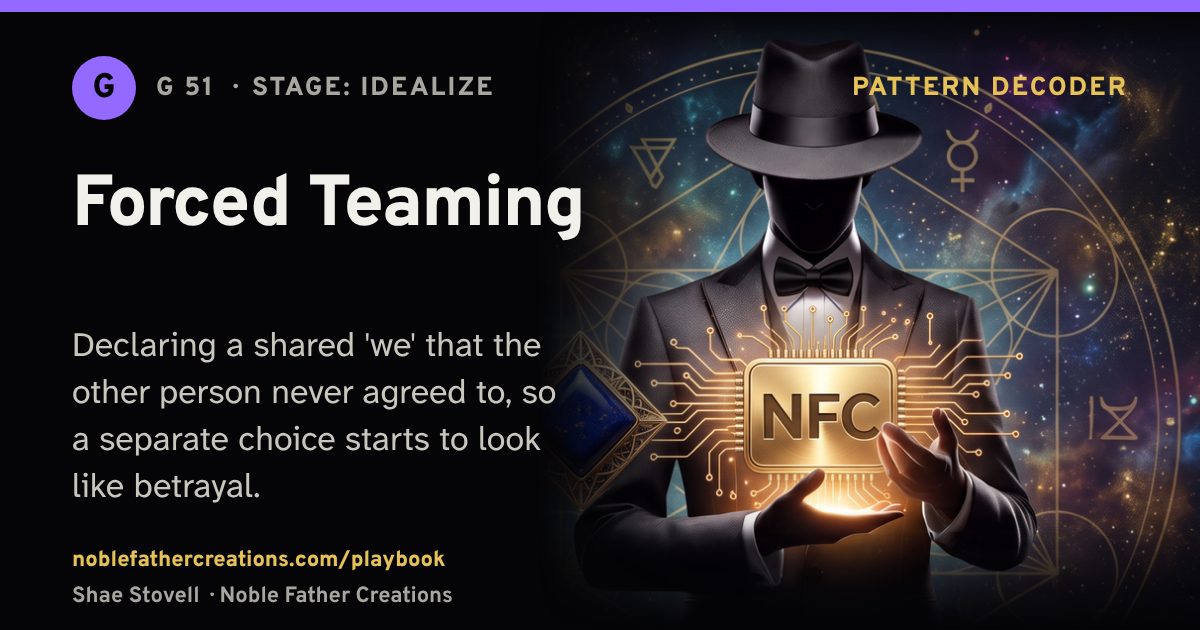 G G 51 · STAGE: IDEALIZE PATTERN DECODER
Forced Teaming
Declaring a shared 'we' that the
other person never agreed to, so
a separate choice starts to look
like betrayal.
NFC
noblefathercreations.com/playbook
Shae Stovell · Noble Father Creations